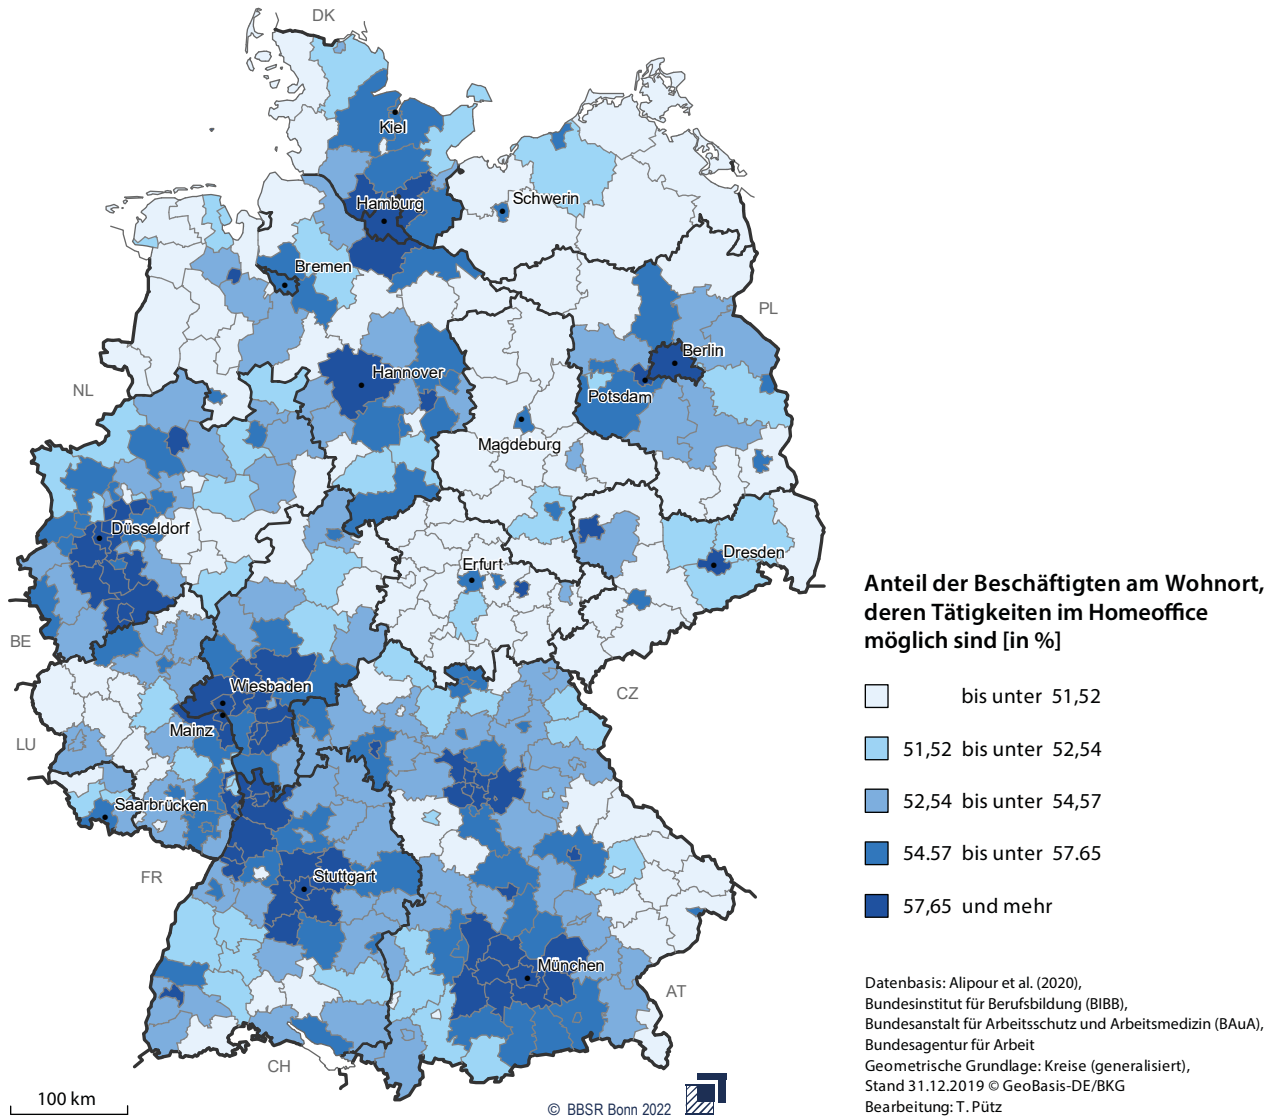 DK
Kiel
Hamburg
Schwerin
Bremen
PL
Berlin
Hannover
NL
Potsdam
Magdeburg
Düsseldorf
Dresden
Erfurt
BE
Wiesbaden
CZ
Mainz
LU
Saarbrücken
FR
Stuttgart
München
AT
CH
100 km
© BBSR Bonn 2022
Anteil der Beschäftigten am Wohnort,
deren Tätigkeiten im Homeoffice
möglich sind [in %]
bis unter 51,52
51,52 bis unter 52,54
52,54 bis unter 54,57
54.57 bis unter 57.65
57,65 und mehr
Datenbasis: Alipour et al. (2020),
Bundesinstitut für Berufsbildung (BIBB),
Bundesanstalt für Arbeitsschutz und Arbeitsmedizin (BAuA),
Bundesagentur für Arbeit
Geometrische Grundlage: Kreise (generalisiert),
Stand 31.12.2019 © GeoBasis-DE/BKG
Bearbeitung: T. Pütz